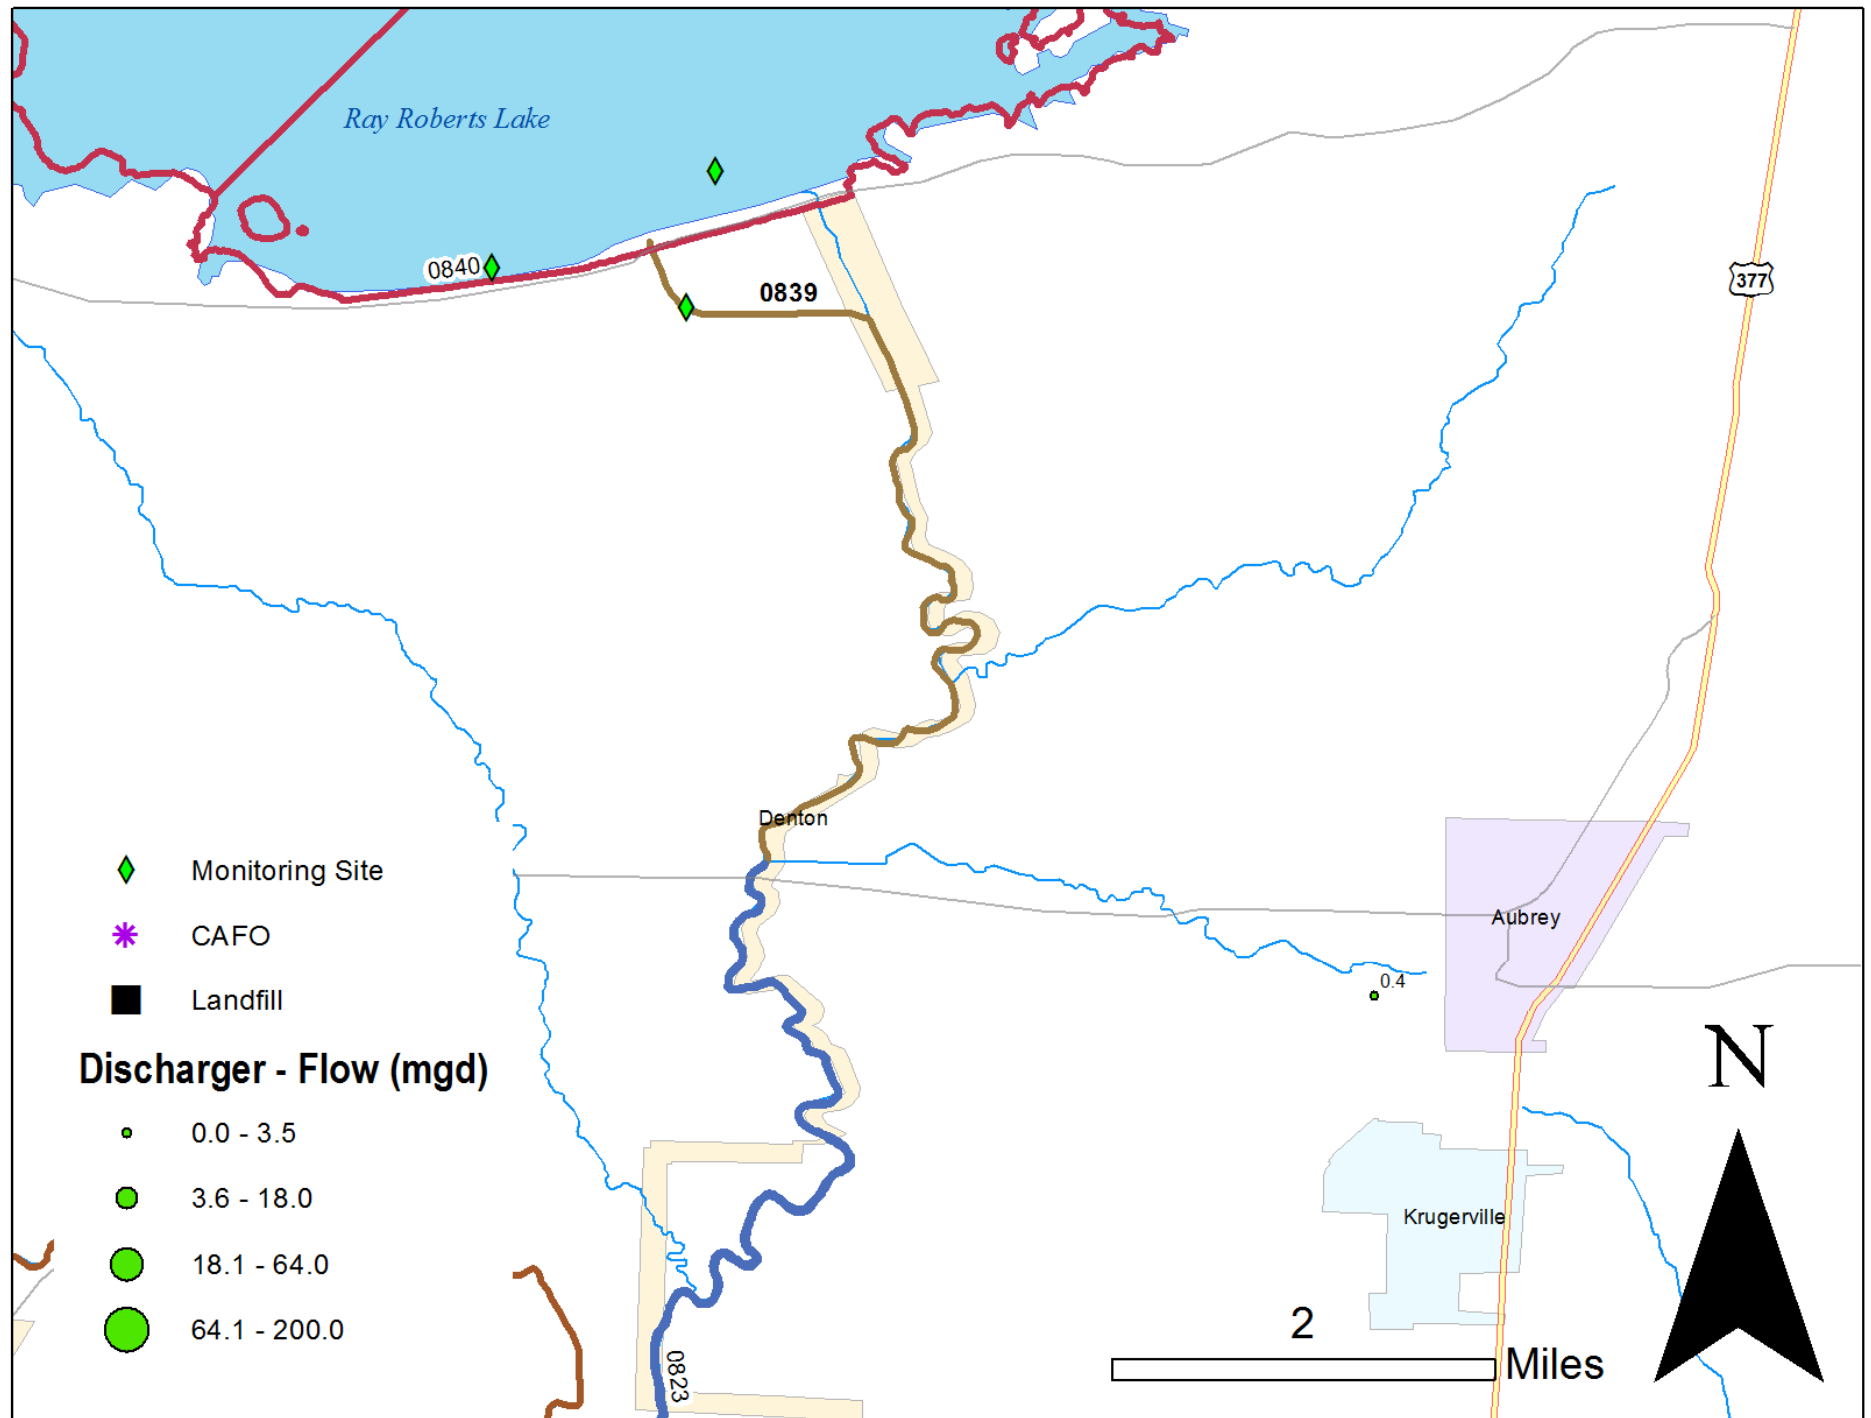 Ray Roberts Lake
0840
0839
377
Denton
Aubrey
0.4
Monitoring Site
CAFO
Landfill
Discharger - Flow (mgd)
0.0 - 3.5
3.6 - 18.0
18.1 - 64.0
64.1 - 200.0
N
Krugerville
2
Miles
0823